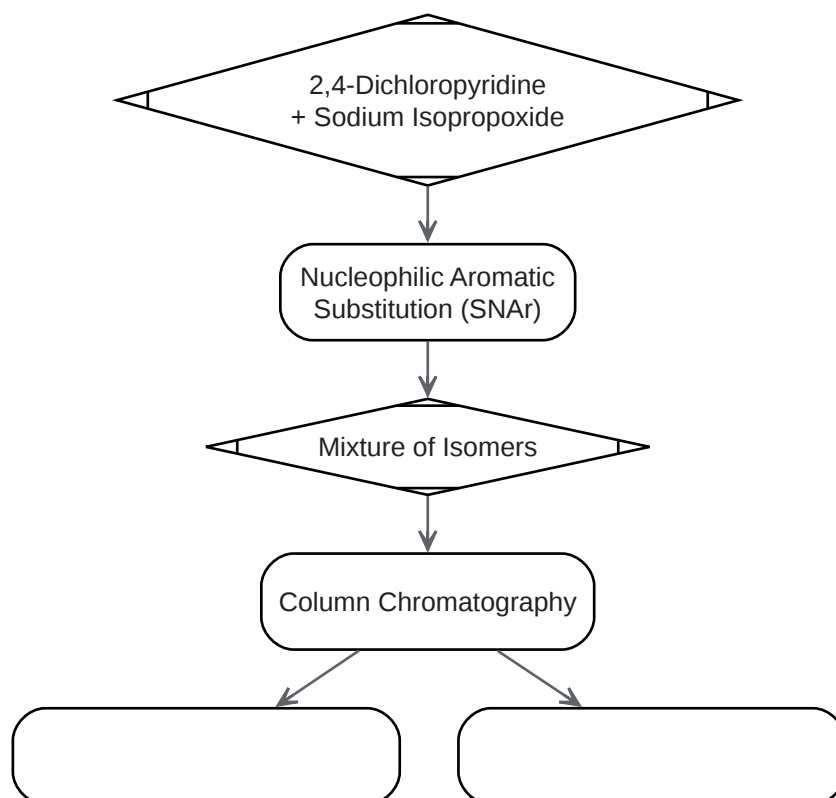 2,4-Dichloropyridine
+ Sodium Isopropoxide
Nucleophilic Aromatic
Substitution (SNAr)
Mixture of Isomers
Column Chromatography